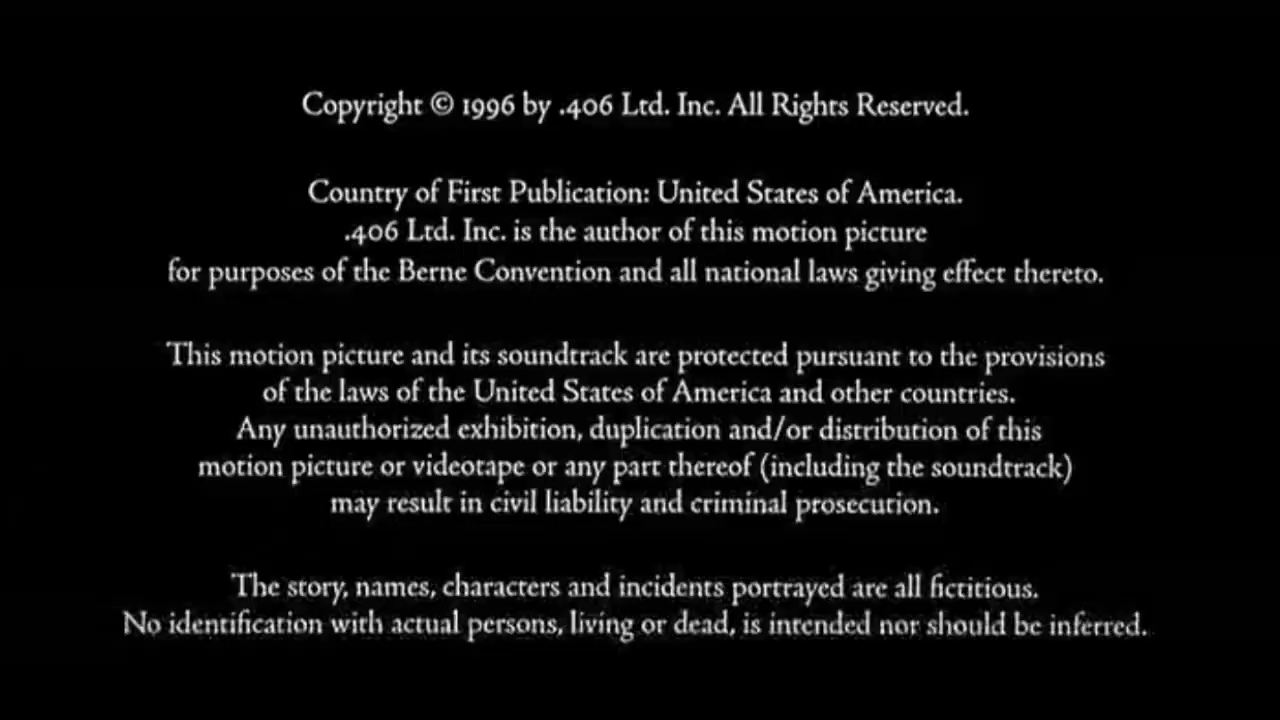 Copyright © 1996 by .406 Ltd. Inc. All Rights Reserved.
Country of First Publication: United States of America.
.406 Ltd. Inc. is the author of this motion picture
for purposes of the Berne Convention and all national laws giving effect thereto.
This motion picture and its soundtrack are protected pursuant to the provisions
of the laws of the United States of America and other countries.
Any unauthorized exhibition, duplication and/or distribution of this
motion picture or videotape or any part thereof (including the soundtrack)
may result in civil liability and criminal prosecution.
The story, names, characters and incidents portrayed are all fictitious.
No identification with actual persons, living or dead, is intended nor should be inferred.